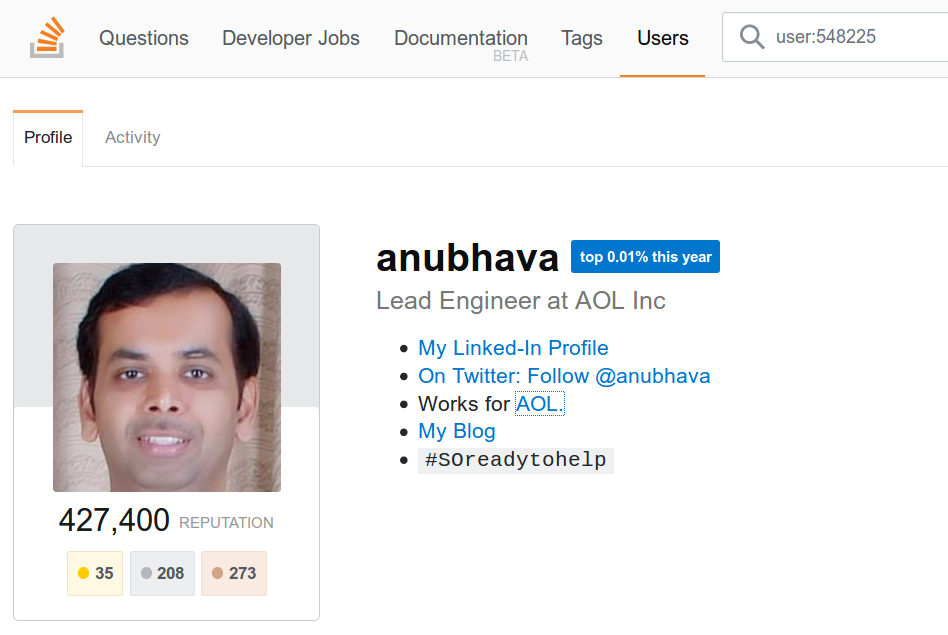 Questions Developer Jobs Documentation Tags Users user:548225
BETA
Profile Activity
anubhava top 0.01% this year
Lead Engineer at AOL Inc
My Linked-In Profile
On Twitter: Follow @anubhava
Works for AOL.
My Blog
#SOreadytohelp
427,400 REPUTATION
35 208 273